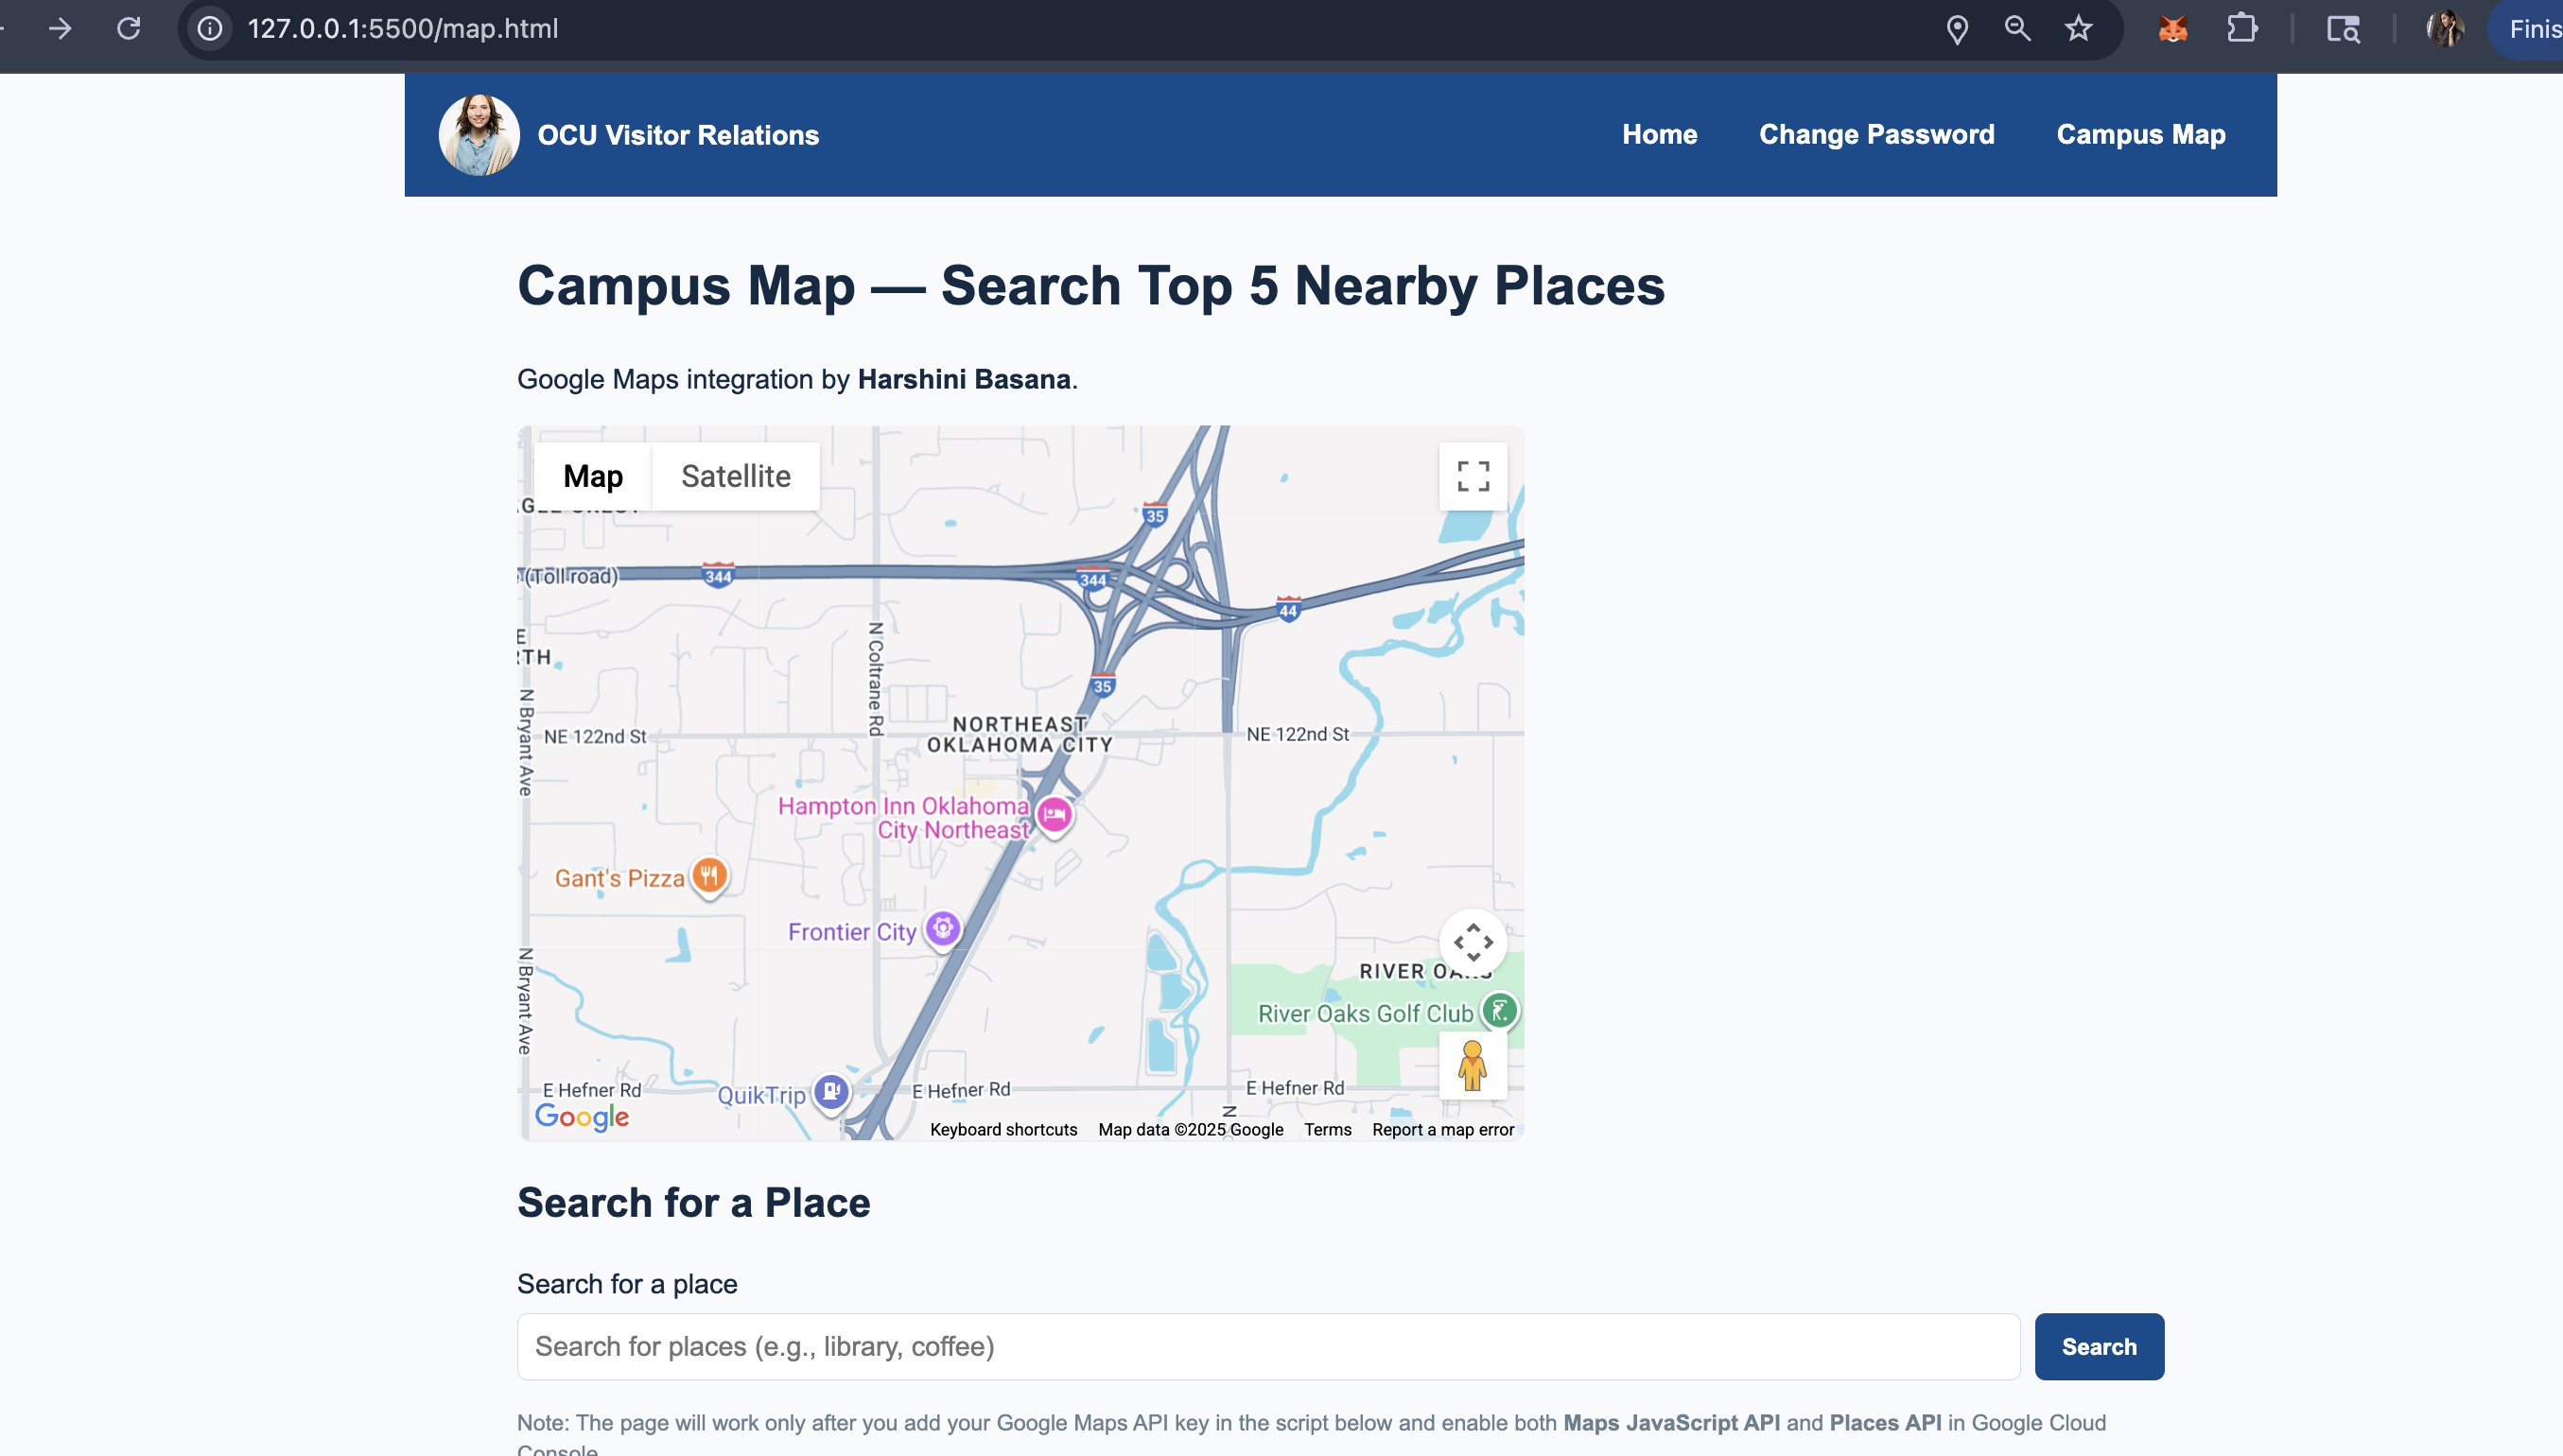 127.0.0.1:5500/map.html
Finis
OCU Visitor Relations
Home
Change Password
Campus Map
Campus Map — Search Top 5 Nearby Places
Google Maps integration by Harshini Basana.
Map
Satellite
35
(Toll road)
344
344
44
N Coltrane Rd
E
RTH
35
N Bryant Ave
NORTHEAST
OKLAHOMA CITY
NE 122nd St
NE 122nd St
Hampton Inn Oklahoma
City Northeast
Gant's Pizza
Frontier City
N Bryant Ave
RIVER OAKS
River Oaks Golf Club
E Hefner Rd
QuikTrip
E Hefner Rd
E Hefner Rd
N
Google
Keyboard shortcuts
Map data ©2025 Google
Terms
Report a map error
Search for a Place
Search for a place
Search for places (e.g., library, coffee)
Search
Note: The page will work only after you add your Google Maps API key in the script below and enable both Maps JavaScript API and Places API in Google Cloud
Console.